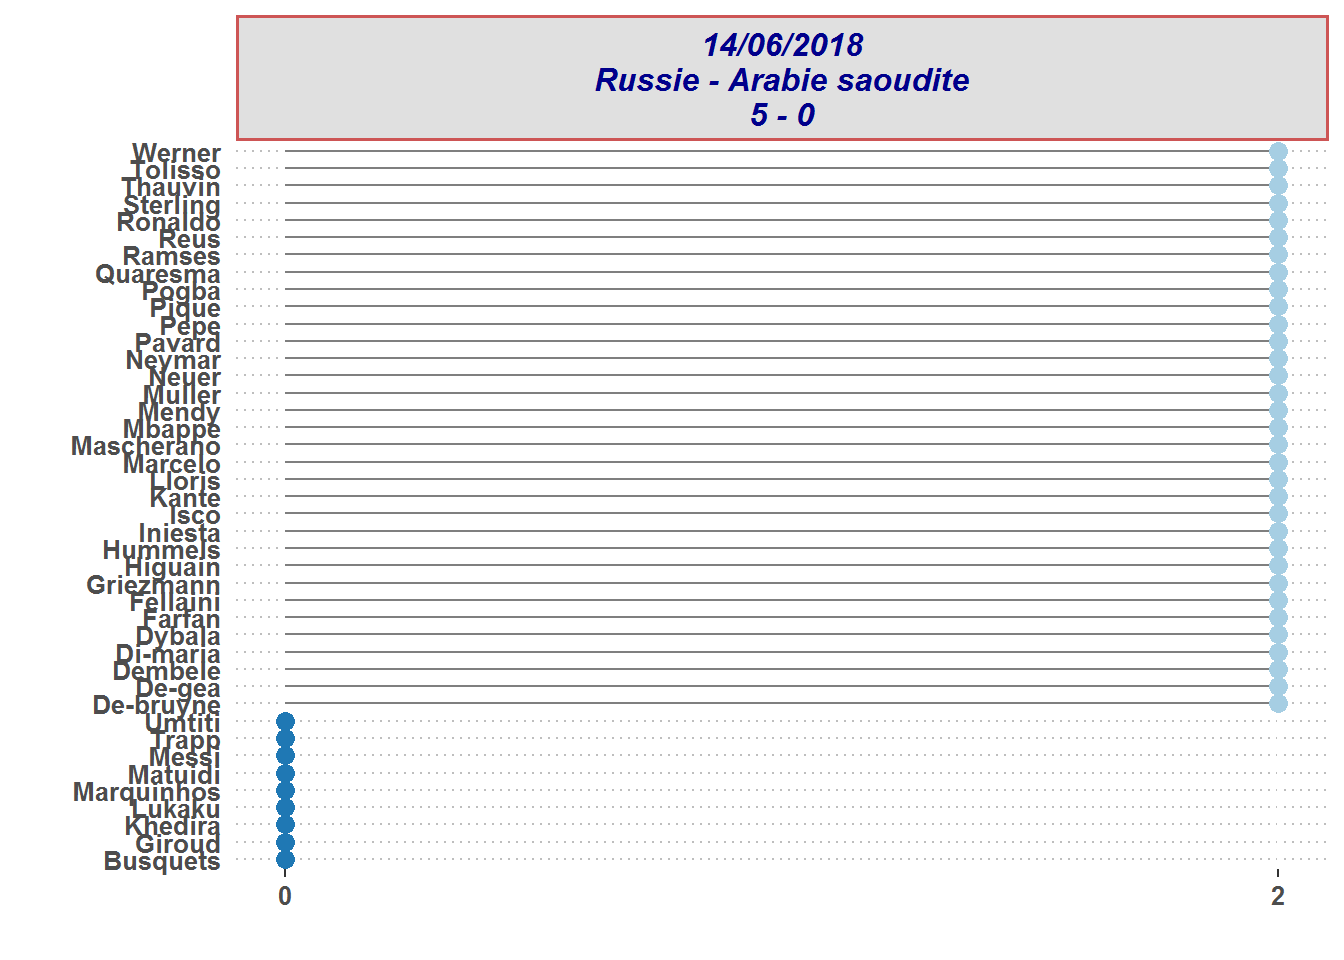 14/06/2018
Russie - Arabie saoudite
5 - 0
Werner
Tolisso
Thauvin
Sterling
Ronaldo
Reus
Ramses
Quaresma
Pogba
Pique
Pepe
Pavard
Neymar
Neuer
Muller
Mendy
Mbappe
Mascherano
Marcelo
Lloris
Kante
Isco
Iniesta
Hummels
Higuain
Griezmann
Fellaini
Farfan
Dybala
Di-maria
Dembele
De-gea
De-bruyne
Umtiti
Trapp
Messi
Matuidi
Marquinhos
Lukaku
Khedira
Giroud
Busquets
0 2